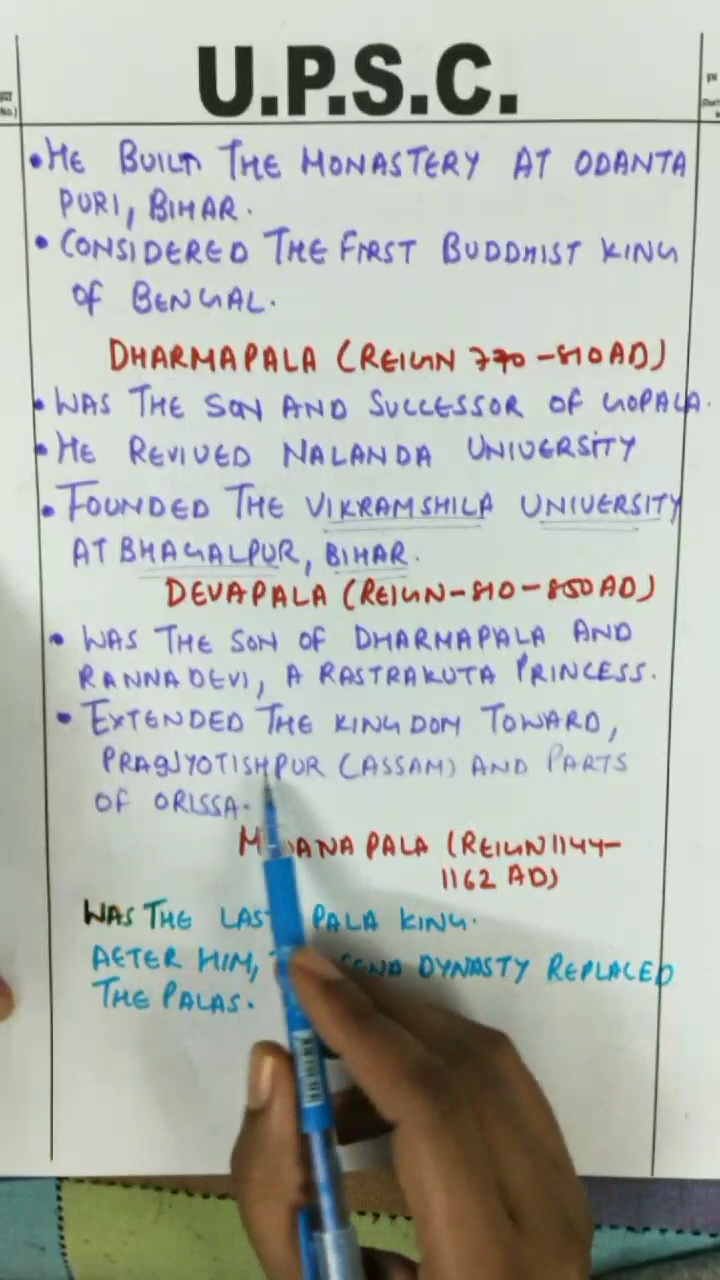 U.P.S.C.
No.)
• HE BUILT THE MONASTERY AT ODANTA
PURI, BIHAR.
• CONSIDERED THE FIRST BUDDHIST KING
OF BENGAL.
DHARMAPALA (REIGN 770-810AD)
• WAS THE SON AND SUCCESSOR OF GOPALA.
• HE REVIVED NALANDA UNIVERSITY
• FOUNDED THE VIKRAMSHILA UNIVERSITY
AT BHAGALPUR, BIHAR.
DEVAPALA (REIGN-810-850AD)
• WAS THE SON OF DHARMAPALA AND
RANNADEVI, A RASTRAKUTA PRINCESS.
• EXTENDED THE KINGDOM TOWARD,
PRAGJYOTISHPUR (ASSAM) AND PARTS
OF ORISSA.
PALA (REIGN 1144-
1162 AD)
WAS THE PALA KING.
AFTER HIM, DYNASTY REPLACED
THE PALAS.